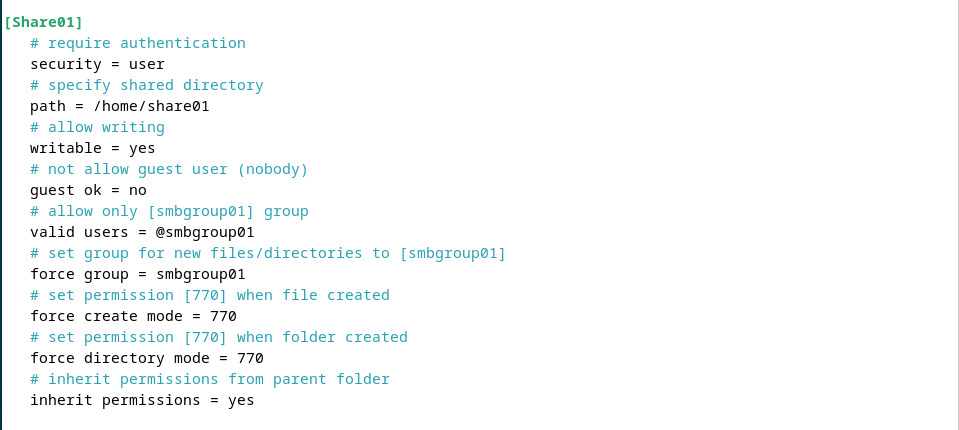 [Share01]
# require authentication
security = user
# specify shared directory
path = /home/share01
# allow writing
writable = yes
# not allow guest user (nobody)
guest ok = no
# allow only [smbgroup01] group
valid users = @smbgroup01
# set group for new files/directories to [smbgroup01]
force group = smbgroup01
# set permission [770] when file created
force create mode = 770
# set permission [770] when folder created
force directory mode = 770
# inherit permissions from parent folder
inherit permissions = yes